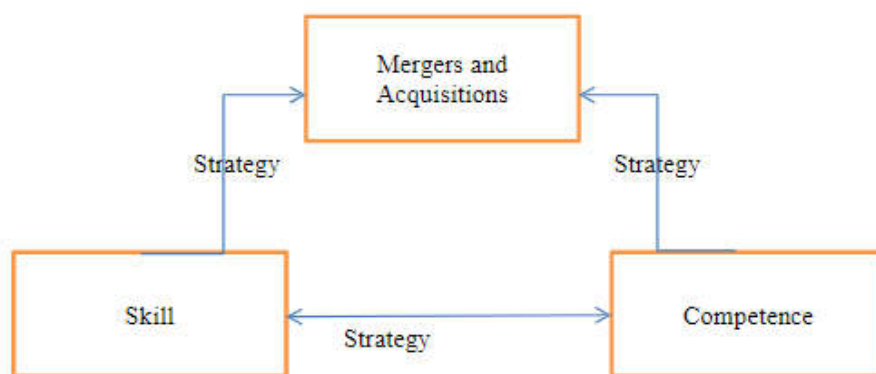 Mergers and
Acquisitions
Strategy
Strategy
Skill
Competence
Strategy